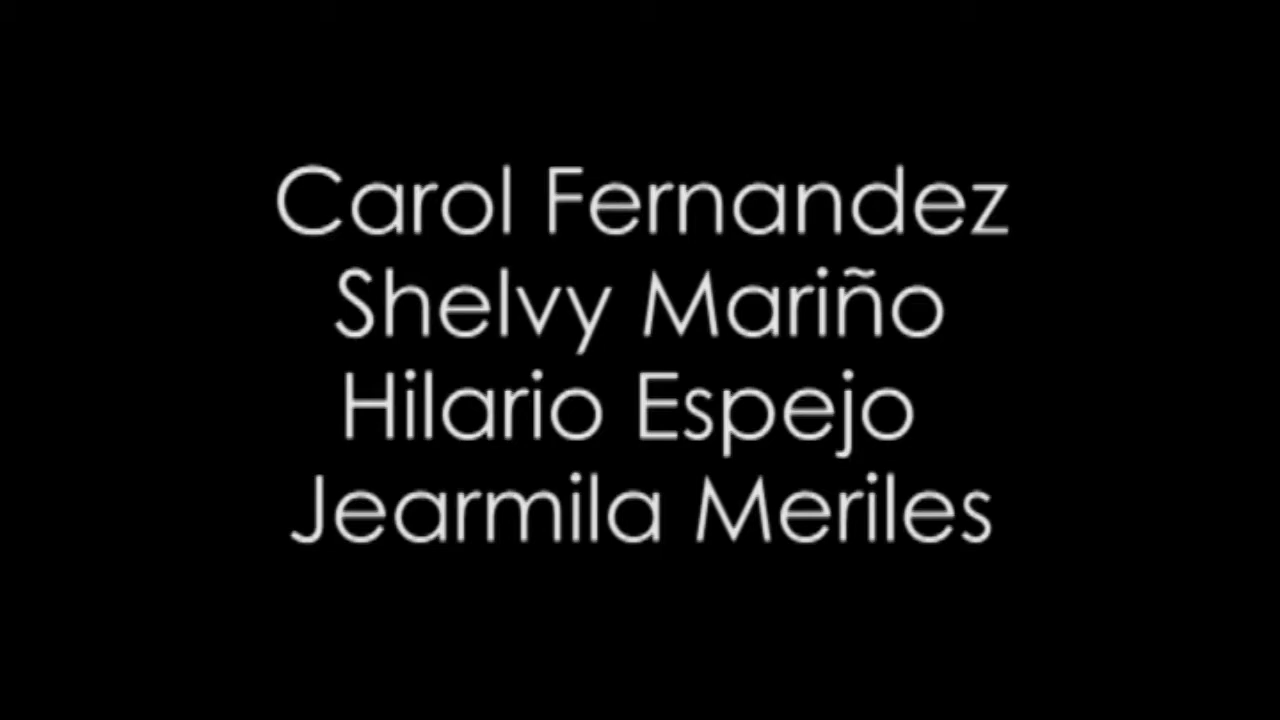 Carol Fernandez
Shelvy Mariño
Hilario Espejo
Jearmila Meriles